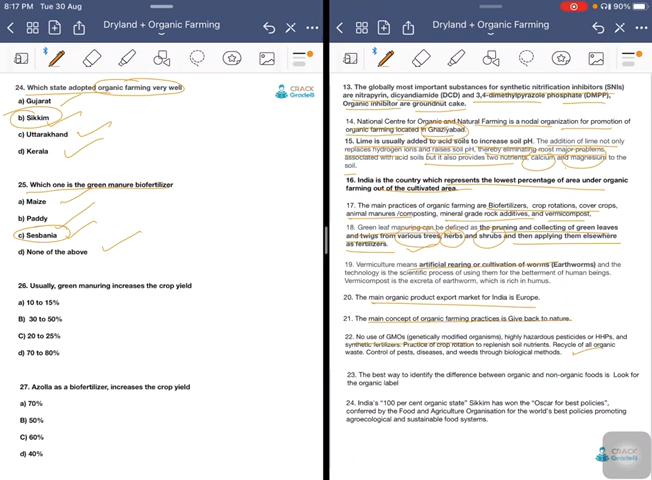 8:17 PM Tue 30 Aug
90%
Dryland + Organic Farming
Dryland + Organic Farming
24. Which state adopted organic farming very well
a) Gujarat
b) Sikkim
c) Uttarakhand
d) Kerala
CRACK
Grade B
25. Which one is the green manure biofertilizer
a) Maize
b) Paddy
c) Sesbania
d) None of the above
26. Usually, green manuring increases the crop yield
a) 10 to 15%
B) 30 to 50%
C) 20 to 25%
d) 70 to 80%
27. Azolla as a biofertilizer, increases the crop yield
a) 70%
B) 50%
C) 60%
d) 40%
13. The globally most important substances for synthetic nitrification inhibitors (SNIs)
are nitrapyrin, dicyandiamide (DCD) and 3,4-dimethylpyrazole phosphate (DMPP),
Organic inhibitor are groundnut cake.
14. National Centre for Organic and Natural Farming is a nodal organization for promotion of
organic farming located in Ghaziyabad.
15. Lime is usually added to acid soils to increase soil pH. The addition of lime not only
replaces hydrogen ions and raises soil pH, thereby eliminating most major problems
associated with acid soils but it also provides two nutrients, calcium and magnesium to the
soil.
16. India is the country which represents the lowest percentage of area under organic
farming out of the cultivated area.
17. The main practices of organic farming are Biofertilizers, crop rotations, cover crops,
animal manures /composting, mineral grade rock additives, and vermicompost,
18. Green leaf manuring can be defined as the pruning and collecting of green leaves
and twigs from various trees, herbs and shrubs and then applying them elsewhere
as fertilizers.
19. Vermiculture means artificial rearing or cultivation of worms (Earthworms) and the
technology is the scientific process of using them for the betterment of human beings.
Vermicompost is the excreta of earthworm, which is rich in humus.
20. The main organic product export market for India is Europe.
21. The main concept of organic farming practices is Give back to nature.
22. No use of GMOs (genetically modified organisms), highly hazardous pesticides or HHPs, and
synthetic fertilizers. Practice of crop rotation to replenish soil nutrients. Recycle of all organic
waste. Control of pests, diseases, and weeds through biological methods.
23. The best way to identify the difference between organic and non-organic foods is Look for
the organic label
24. India's "100 per cent organic state" Sikkim has won the "Oscar for best policies",
conferred by the Food and Agriculture Organisation for the world's best policies promoting
agroecological and sustainable food systems.
CRACK
Grade B